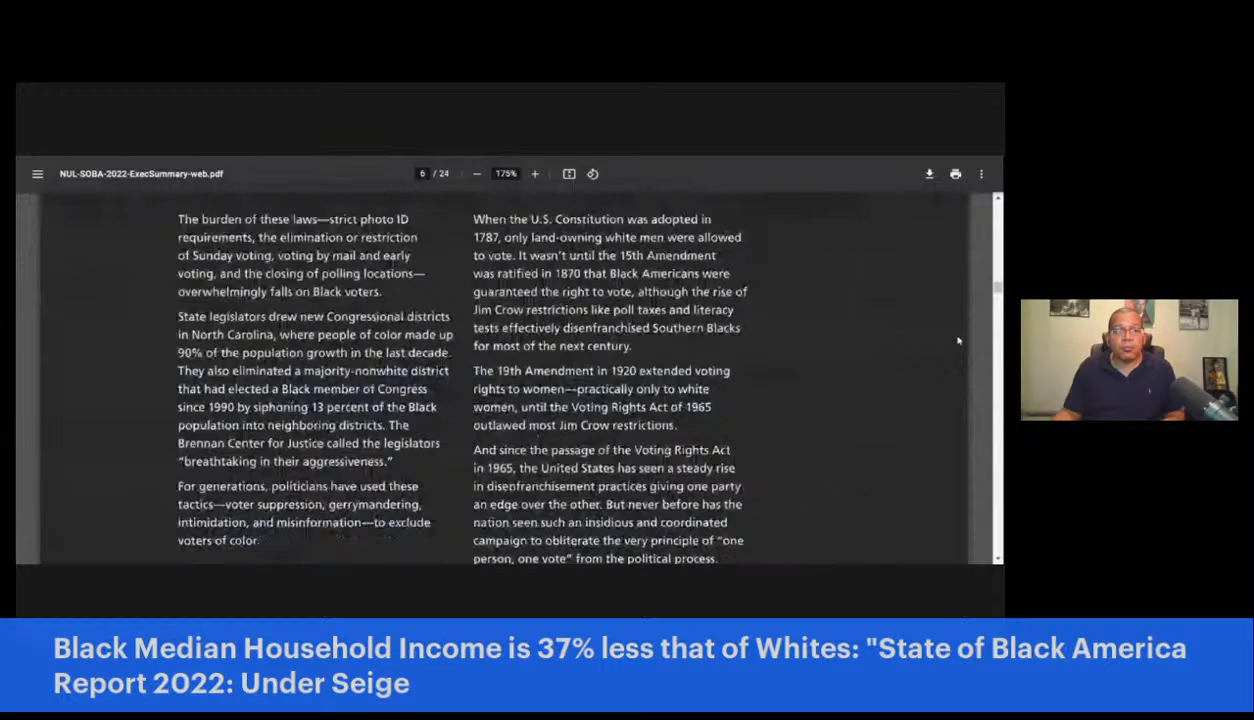 NUL-SOBA-2022-ExecSummary-web.pdf
6 / 24
175%
The burden of these laws—strict photo ID
requirements, the elimination or restriction
of Sunday voting, voting by mail and early
voting, and the closing of polling locations—
overwhelmingly falls on Black voters.
State legislators drew new Congressional districts
in North Carolina, where people of color made up
90% of the population growth in the last decade.
They also eliminated a majority-nonwhite district
that had elected a Black member of Congress
since 1990 by siphoning 13 percent of the Black
population into neighboring districts. The
Brennan Center for Justice called the legislators
“breathtaking in their aggressiveness.”
For generations, politicians have used these
tactics—voter suppression, gerrymandering,
intimidation, and misinformation—to exclude
voters of color.
When the U.S. Constitution was adopted in
1787, only land-owning white men were allowed
to vote. It wasn’t until the 15th Amendment
was ratified in 1870 that Black Americans were
guaranteed the right to vote, although the rise of
Jim Crow restrictions like poll taxes and literacy
tests effectively disenfranchised Southern Blacks
for most of the next century.
The 19th Amendment in 1920 extended voting
rights to women—practically only to white
women, until the Voting Rights Act of 1965
outlawed most Jim Crow restrictions.
And since the passage of the Voting Rights Act
in 1965, the United States has seen a steady rise
in disenfranchisement practices giving one party
an edge over the other. But never before has the
nation seen such an insidious and coordinated
campaign to obliterate the very principle of “one
person, one vote” from the political process.
Black Median Household Income is 37% less that of Whites: "State of Black America
Report 2022: Under Seige